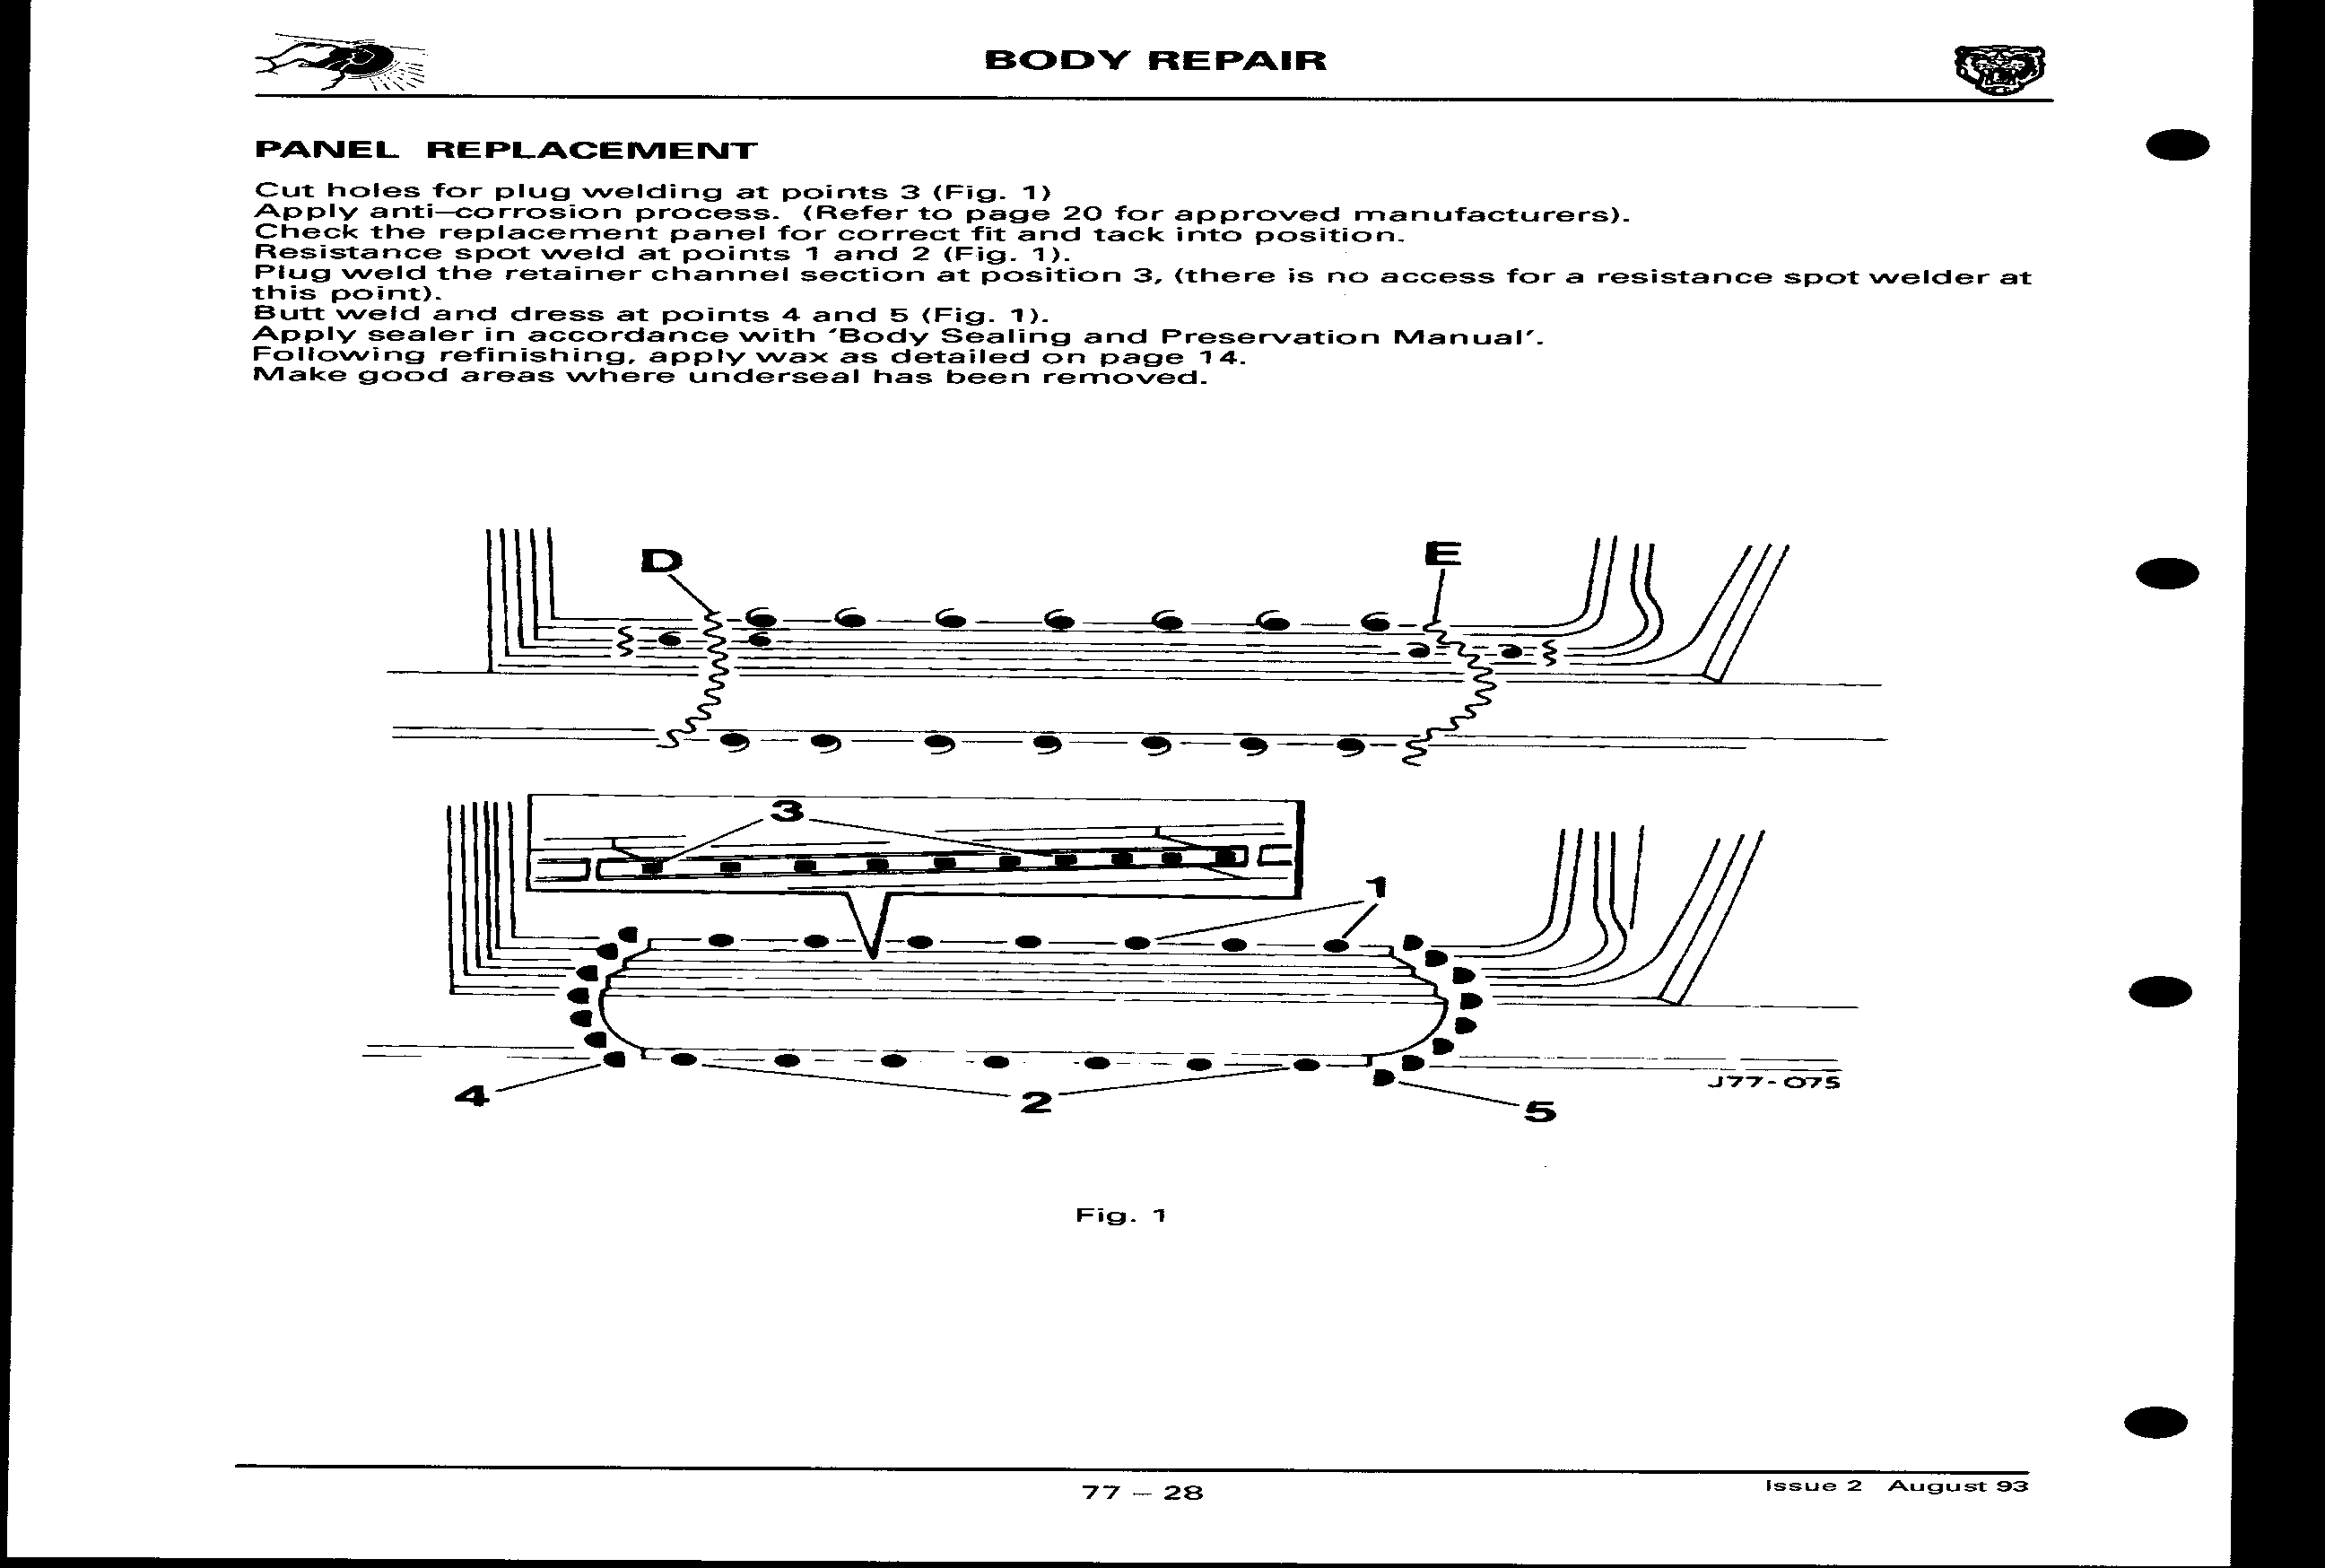 BODY REPAIR
PANEL REPLACEMENT
Cut holes for plug welding at points 3 (Fig. 1)
Apply anti–corrosion process. (Refer to page 20 for approved manufacturers).
Check the replacement panel for correct fit and tack into position.
Resistance spot weld at points 1 and 2 (Fig. 1).
Plug weld the retainer channel section at position 3, (there is no access for a resistance spot welder at
this point).
Butt weld and dress at points 4 and 5 (Fig. 1).
Apply sealer in accordance with ‘Body Sealing and Preservation Manual’.
Following refinishing, apply wax as detailed on page 14.
Make good areas where underseal has been removed.
D
E
3
1
4
2
5
J77-075
Fig. 1
77 – 28
Issue 2 August 93